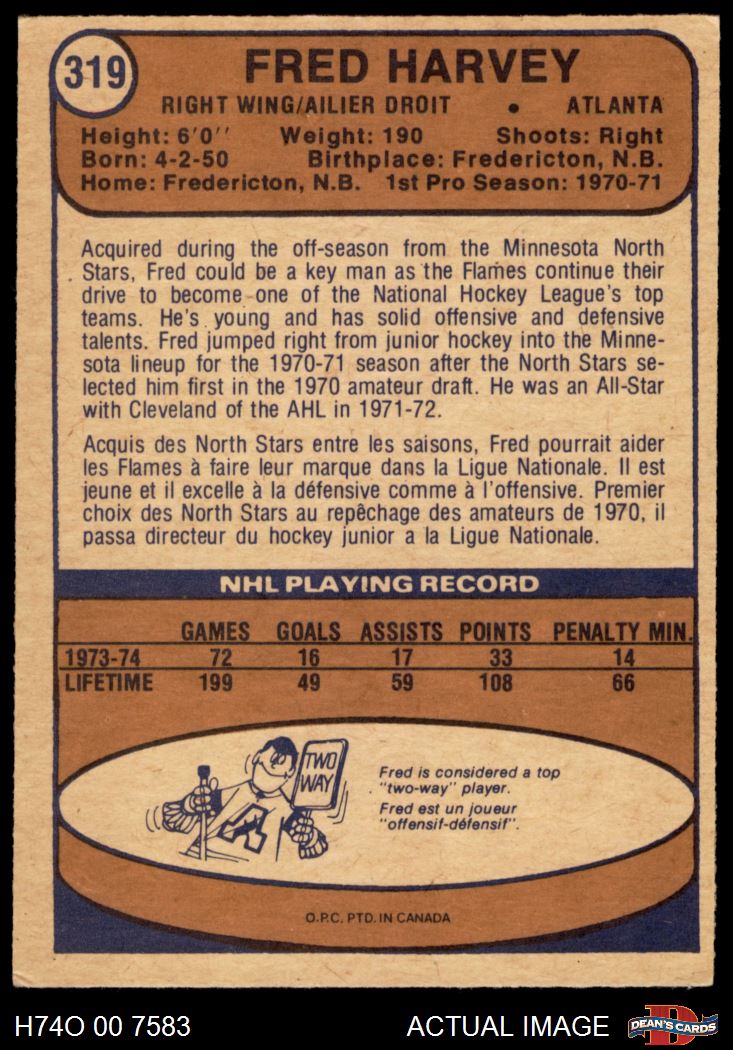 319
FRED HARVEY
RIGHT WING/AILIER DROIT • ATLANTA
Height: 6'0'' Weight: 190 Shoots: Right
Born: 4-2-50 Birthplace: Fredericton, N.B.
Home: Fredericton, N.B. 1st Pro Season: 1970-71
Acquired during the off-season from the Minnesota North
Stars, Fred could be a key man as the Flames continue their
drive to become one of the National Hockey League's top
teams. He's young and has solid offensive and defensive
talents. Fred jumped right from junior hockey into the Minne-
sota lineup for the 1970-71 season after the North Stars se-
lected him first in the 1970 amateur draft. He was an All-Star
with Cleveland of the AHL in 1971-72.
Acquis des North Stars entre les saisons, Fred pourrait aider
les Flames à faire leur marque dans la Ligue Nationale. Il est
jeune et il excelle à la défensive comme à l'offensive. Premier
choix des North Stars au repêchage des amateurs de 1970, il
passa directeur du hockey junior a la Ligue Nationale.
NHL PLAYING RECORD
GAMES GOALS ASSISTS POINTS PENALTY MIN.
1973-74 72 16 17 33 14
LIFETIME 199 49 59 108 66
TWO
WAY
A
Fred is considered a top
"two-way" player.
Fred est un joueur
"offensif-défensif".
O.P.C. PTD. IN CANADA
H74O 00 7583 ACTUAL IMAGE D DEAN'S CARDS